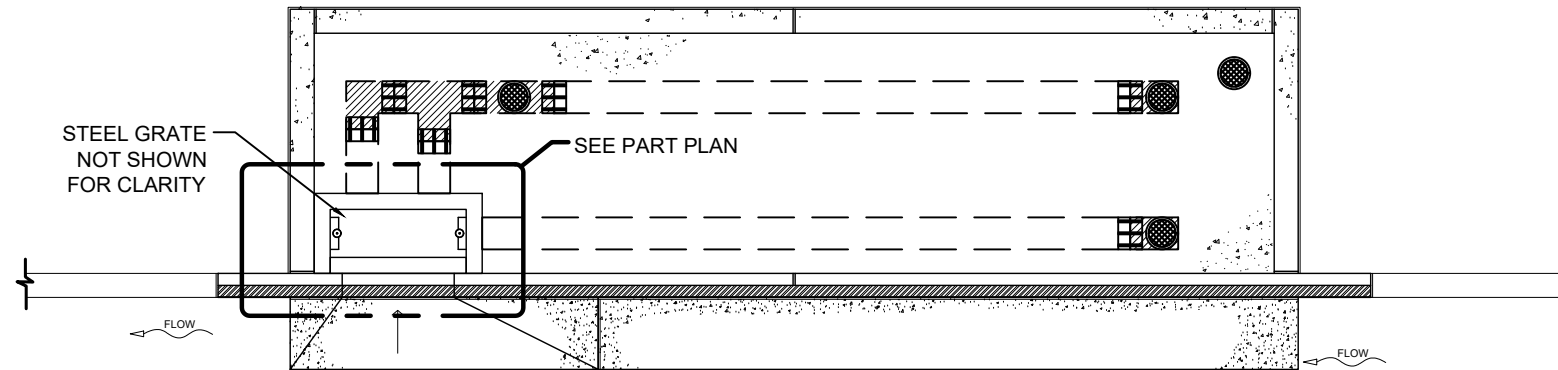 STEEL GRATE
NOT SHOWN
FOR CLARITY
SEE PART PLAN
FLOW
FLOW